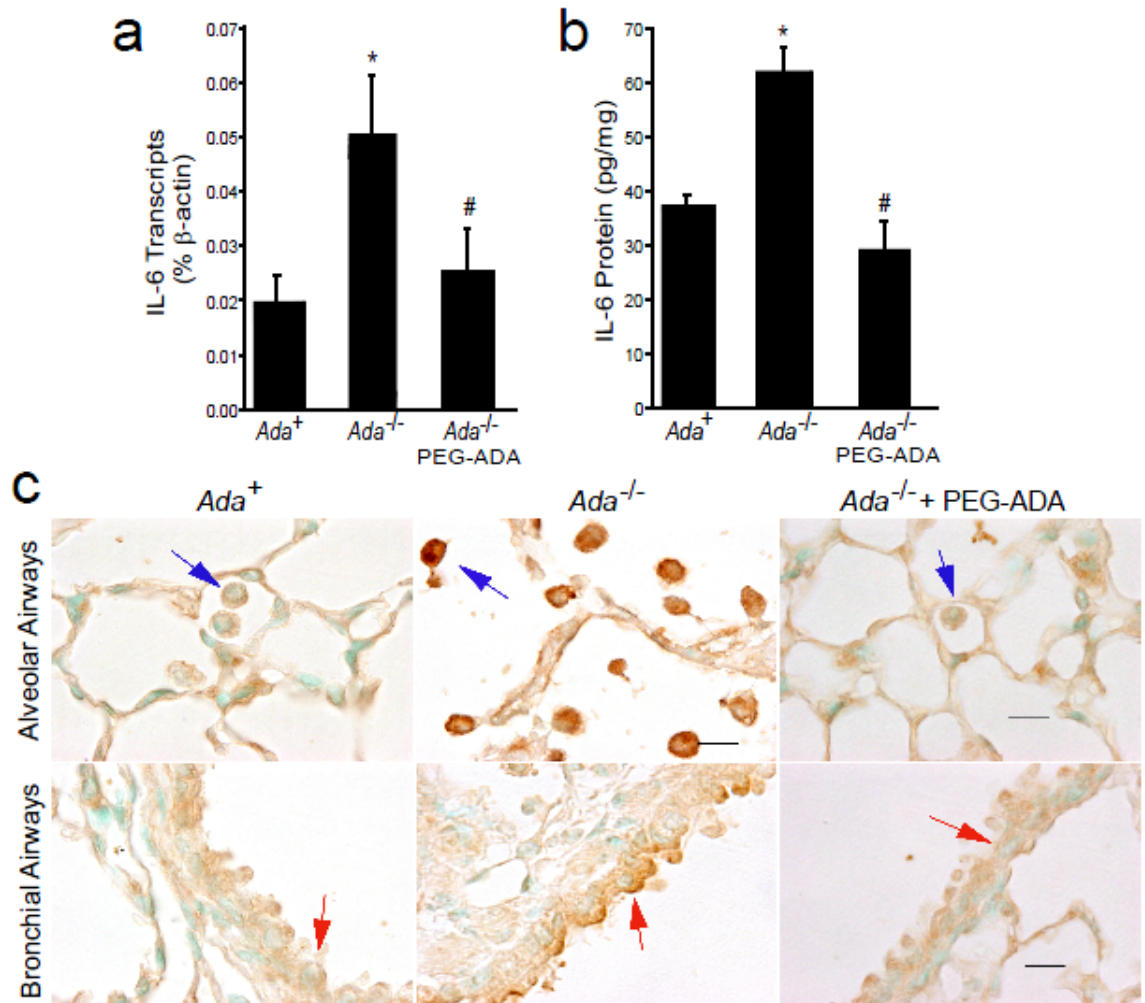 a
0.07
0.06
0.05
0.04
0.03
0.02
0.01
0.00
IL-6 Transcripts
(% β-actin)
*
#
Ada+
Ada-/-
Ada-/-
PEG-ADA
b
70
60
50
40
30
20
10
0
IL-6 Protein (pg/mg)
*
#
Ada+
Ada-/-
Ada-/-
PEG-ADA
c
Ada+
Ada-/-
Ada-/- + PEG-ADA
Alveolar Airways
Bronchial Airways